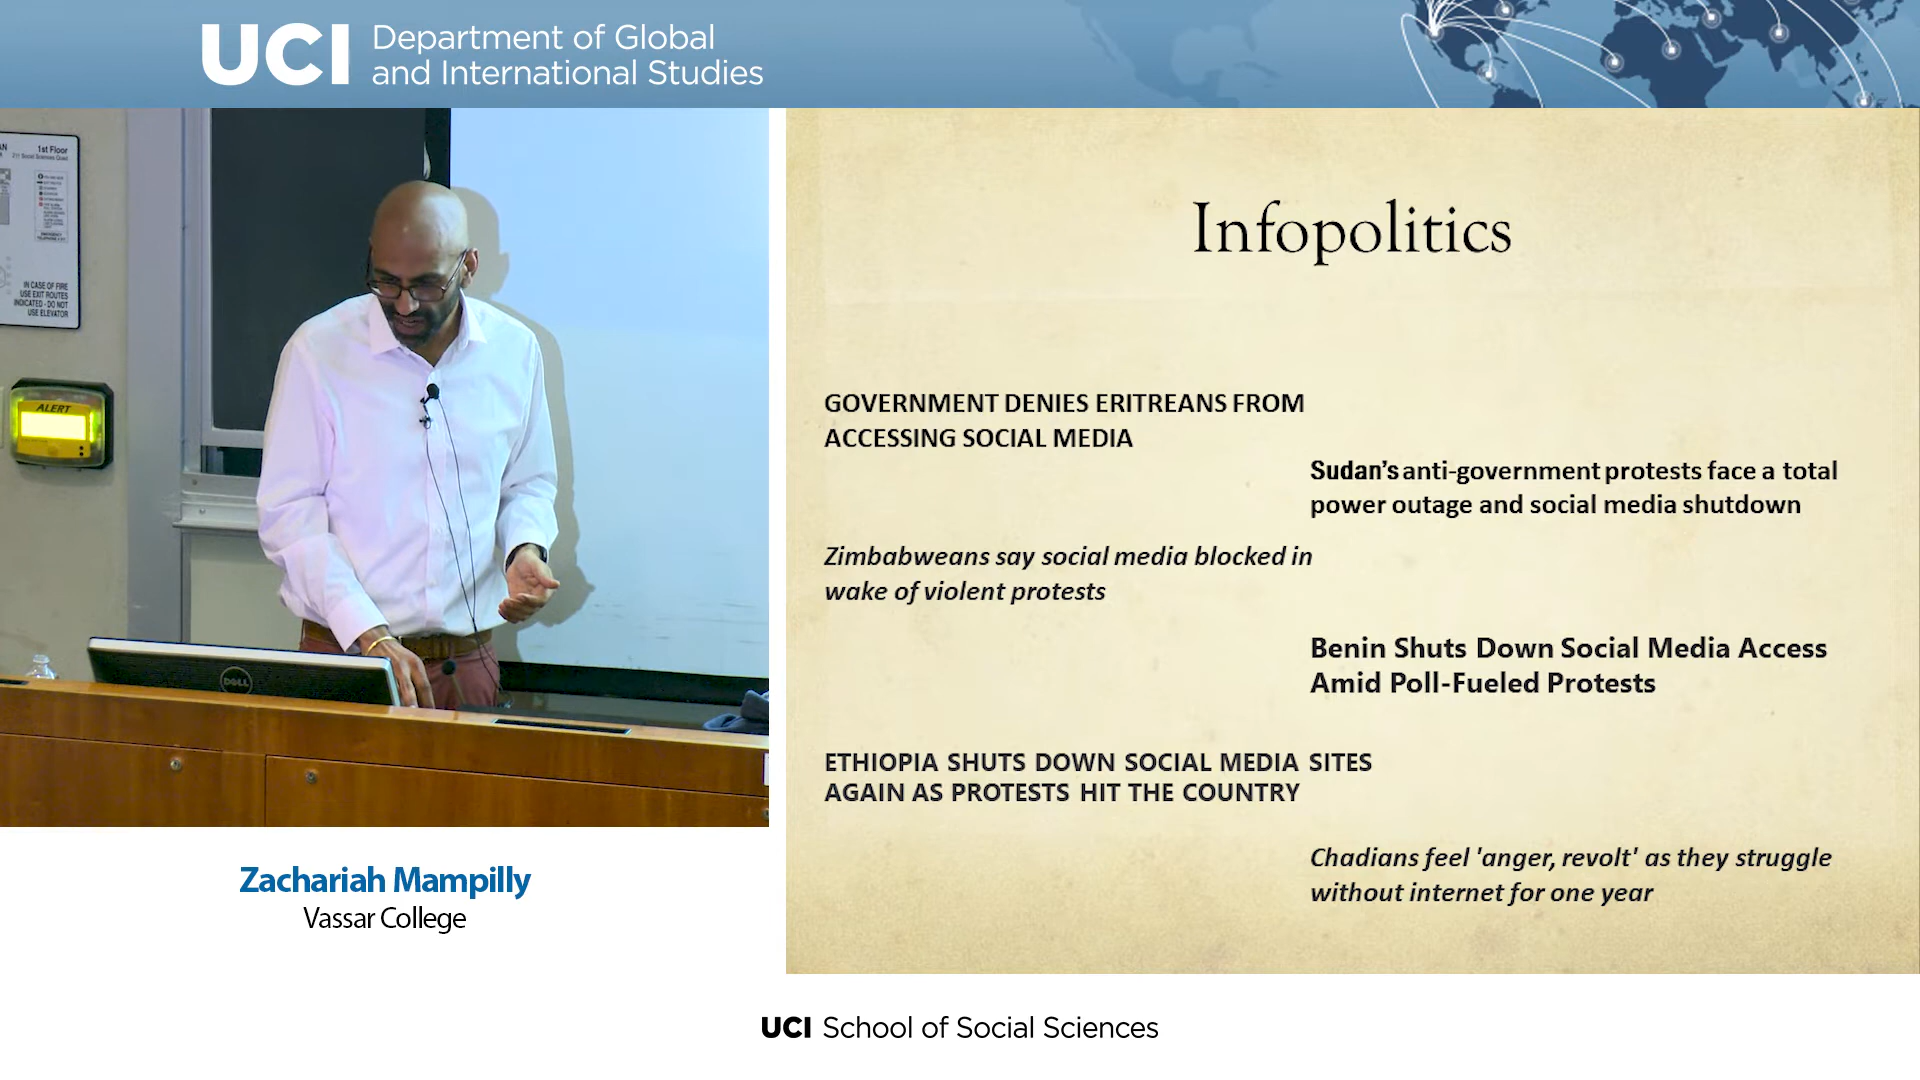 UCI Department of Global
and International Studies
AN 1st Floor
211 Social Sciences Quad
IN CASE OF FIRE
USE EXIT ROUTES
INDICATED - DO NOT
USE ELEVATOR
ALERT
DELL
Zachariah Mampilly
Vassar College
Infopolitics
GOVERNMENT DENIES ERITREANS FROM
ACCESSING SOCIAL MEDIA
Sudan's anti-government protests face a total
power outage and social media shutdown
Zimbabweans say social media blocked in
wake of violent protests
Benin Shuts Down Social Media Access
Amid Poll-Fueled Protests
ETHIOPIA SHUTS DOWN SOCIAL MEDIA SITES
AGAIN AS PROTESTS HIT THE COUNTRY
Chadians feel 'anger, revolt' as they struggle
without internet for one year
UCI School of Social Sciences